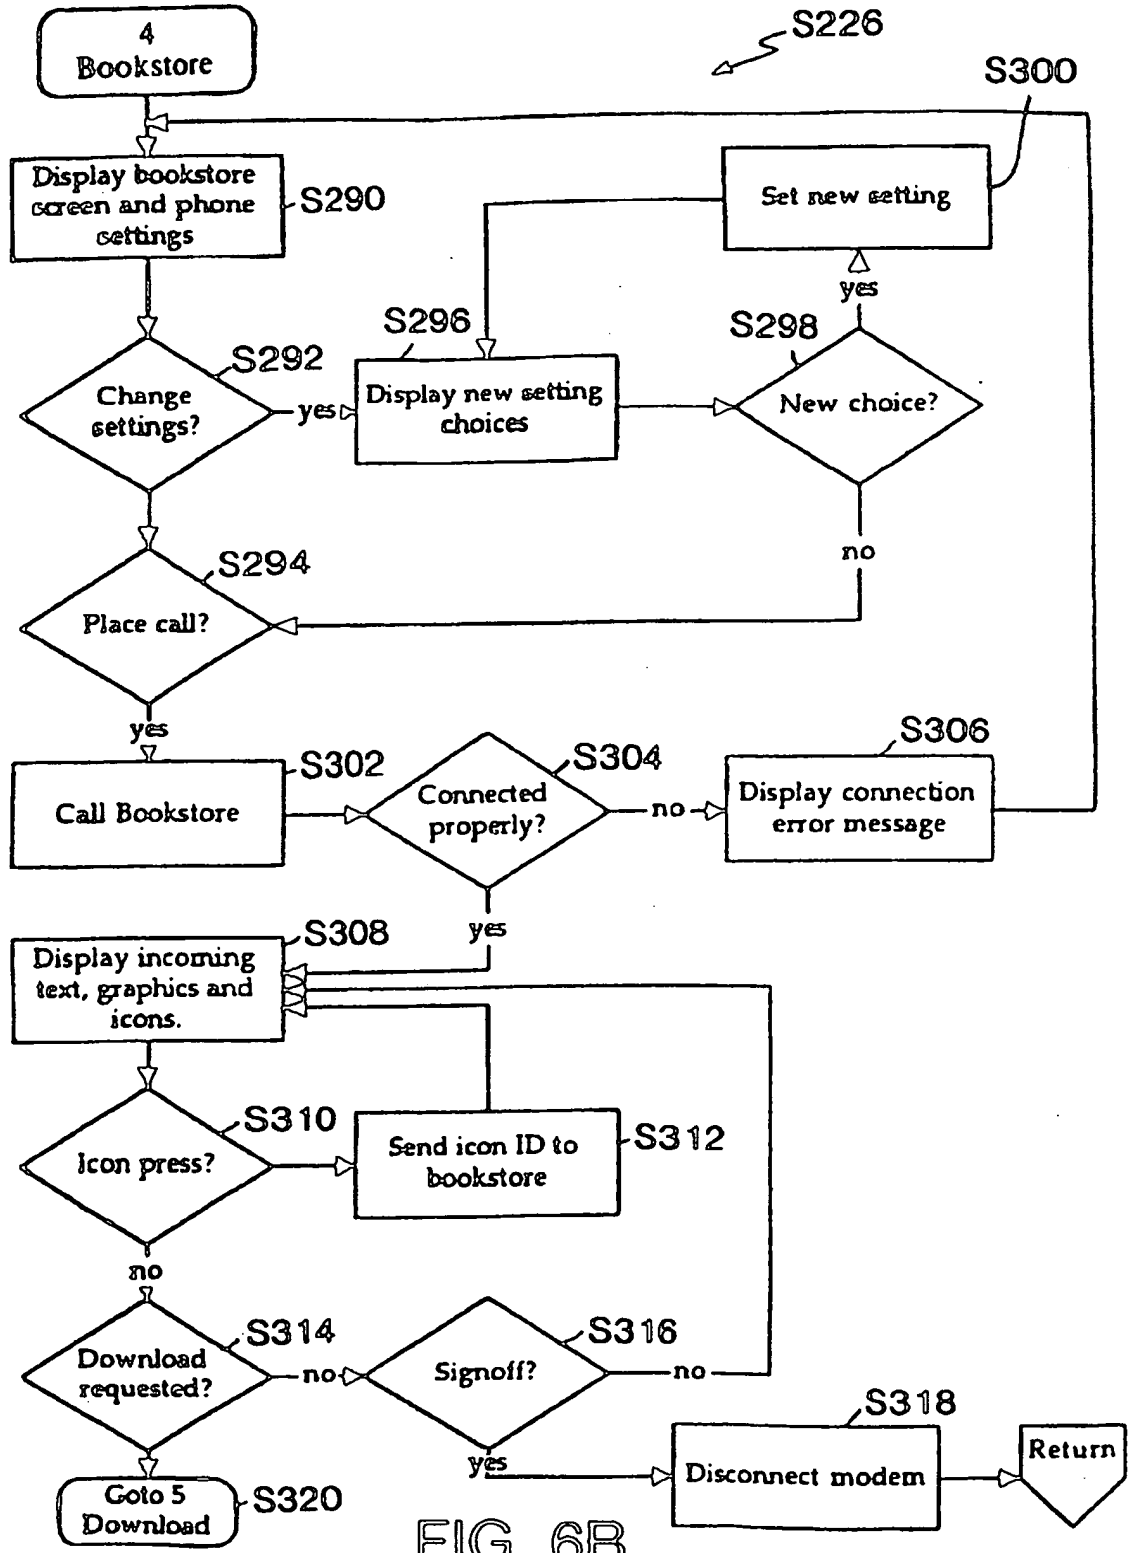 4
Bookstore
S226
S300
Display bookstore
screen and phone
settings
S290
Set new setting
yes
S296
S298
S292
Change
settings?
yes
Display new setting
choices
New choice?
no
S294
Place call?
yes
S302
Call Bookstore
S304
Connected
properly?
no
S306
Display connection
error message
yes
S308
Display incoming
text, graphics and
icons.
S310
Icon press?
Send icon ID to
bookstore
S312
no
S314
Download
requested?
no
S316
Signoff?
no
yes
S318
Disconnect modem
Return
Goto 5
Download
S320
FIG 6B